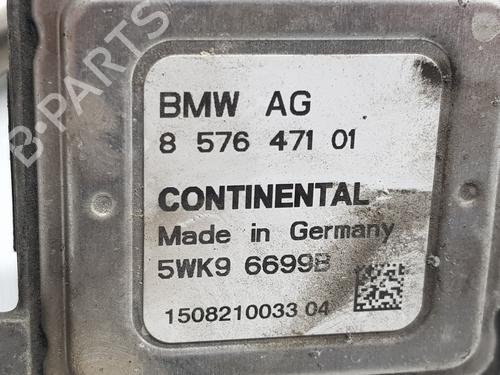 BMW AG
8 576 471 01
CONTINENTAL
Made in Germany
5WK9 6699B
1508210033 04
B-PARTS